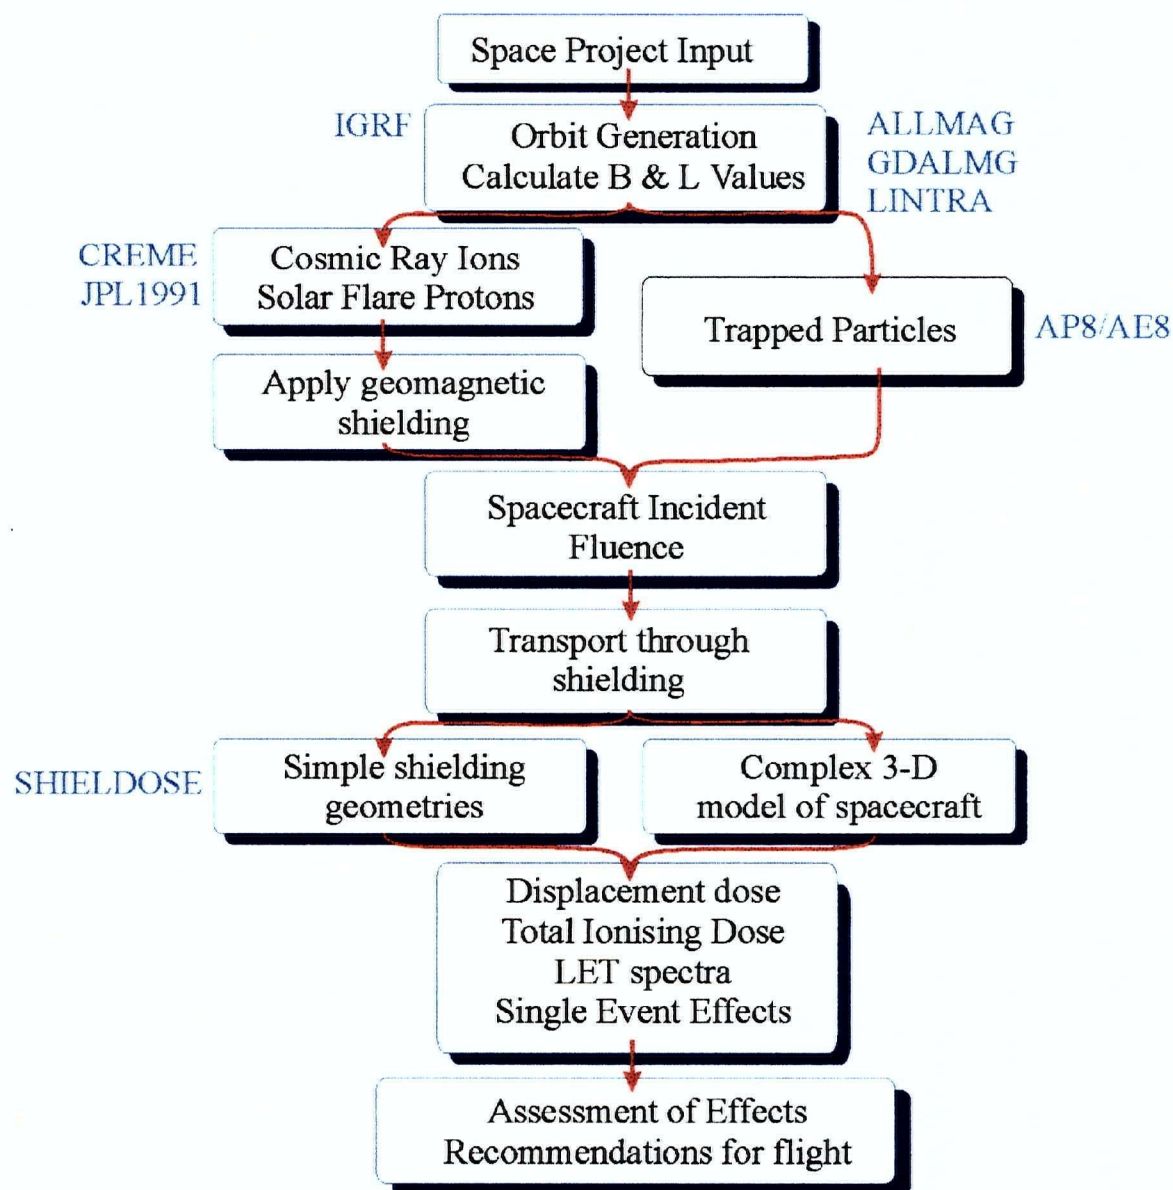 Space Project Input
IGRF
Orbit Generation
Calculate B & L Values
ALLMAG
GDALMG
LINTRA
CREME
JPL1991
Cosmic Ray Ions
Solar Flare Protons
Trapped Particles
AP8/AE8
Apply geomagnetic
shielding
Spacecraft Incident
Fluence
Transport through
shielding
SHIELDOSE
Simple shielding
geometries
Complex 3-D
model of spacecraft
Displacement dose
Total Ionising Dose
LET spectra
Single Event Effects
Assessment of Effects
Recommendations for flight